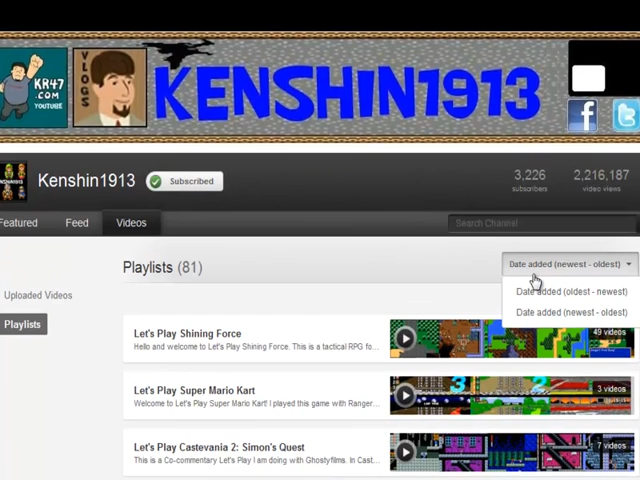 KR47
.COM
YOUTUBE
VLOGS
KENSHIN1913
Kenshin1913
Subscribed
3,226
subscribers
2,216,187
video views
Featured
Feed
Videos
Search Channel
Playlists (81)
Date added (newest - oldest)
Date added (oldest - newest)
Date added (newest - oldest)
Uploaded Videos
Playlists
Let's Play Shining Force
Hello and welcome to Let's Play Shining Force. This is a tactical RPG fo...
49 videos
Let's Play Super Mario Kart
Welcome to Let's Play Super Mario Kart! I played this game with Ranger...
3 videos
Let's Play Castevania 2: Simon's Quest
This is a Co-commentary Let's Play I am doing with Ghostyfilms. In Cast...
7 videos